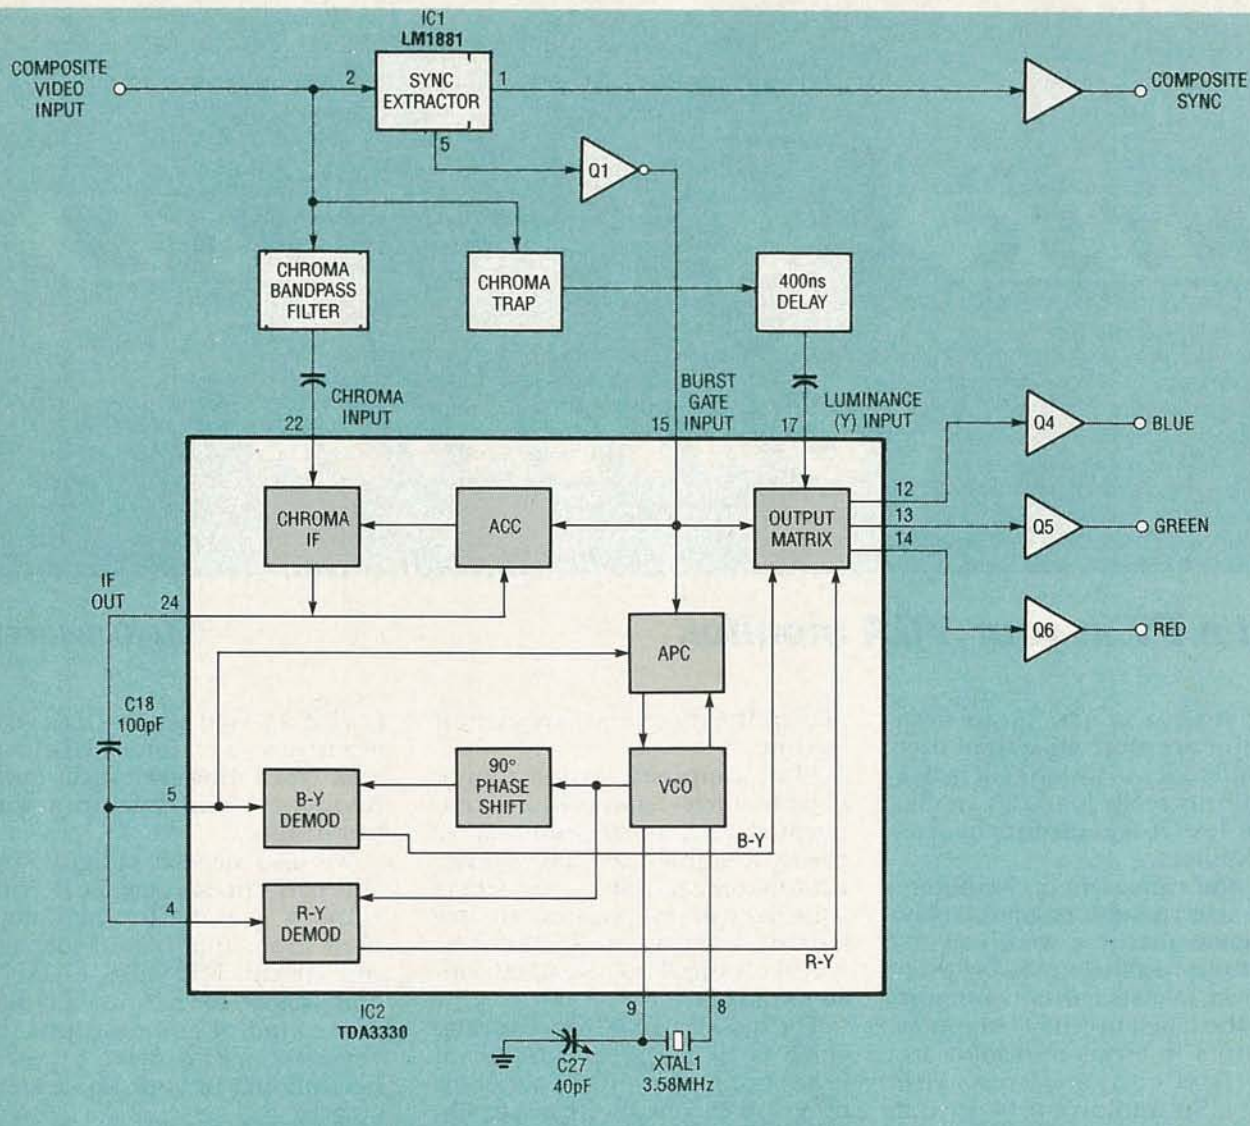 IC1
LM1881
COMPOSITE
VIDEO
INPUT
2
SYNC
EXTRACTOR
1
COMPOSITE
SYNC
5
Q1
CHROMA
BANDPASS
FILTER
CHROMA
TRAP
400ns
DELAY
CHROMA
INPUT
22
BURST
GATE
INPUT
15
LUMINANCE
(Y) INPUT
17
Q4
BLUE
CHROMA
IF
ACC
OUTPUT
MATRIX
12
13
14
Q5
GREEN
IF
OUT
24
APC
Q6
RED
C18
100pF
5
B-Y
DEMOD
90°
PHASE
SHIFT
VCO
B-Y
4
R-Y
DEMOD
R-Y
IC2
TDA3330
9
8
C27
40pF
XTAL1
3.58MHz